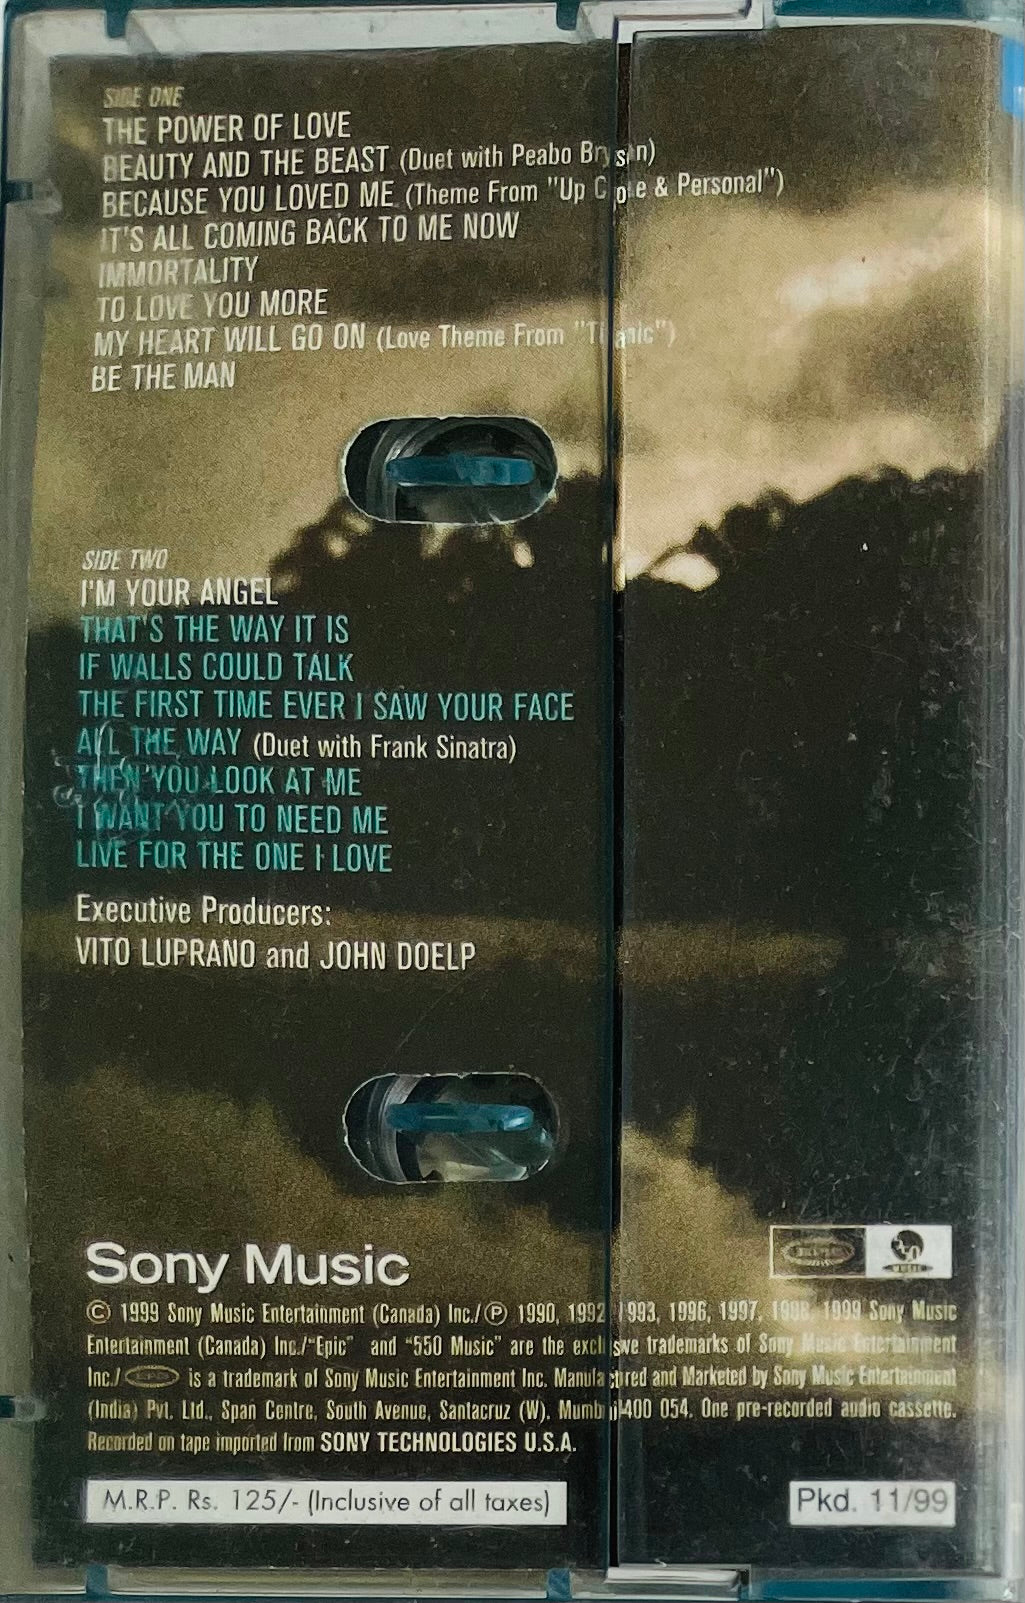 SIDE ONE
THE POWER OF LOVE
BEAUTY AND THE BEAST (Duet with Peabo Bryson)
BECAUSE YOU LOVED ME (Theme From "Up Close & Personal")
IT'S ALL COMING BACK TO ME NOW
IMMORTALITY
TO LOVE YOU MORE
MY HEART WILL GO ON (Love Theme From "Titanic")
BE THE MAN
SIDE TWO
I'M YOUR ANGEL
THAT'S THE WAY IT IS
IF WALLS COULD TALK
THE FIRST TIME EVER I SAW YOUR FACE
ALL THE WAY (Duet with Frank Sinatra)
THEN YOU LOOK AT ME
I WANT YOU TO NEED ME
LIVE FOR THE ONE I LOVE
Executive Producers:
VITO LUPRANO and JOHN DOELP
Sony Music
© 1999 Sony Music Entertainment (Canada) Inc./℗ 1990, 1992, 1993, 1996, 1997, 1998, 1999 Sony Music
Entertainment (Canada) Inc./"Epic" and "550 Music" are the exclusive trademarks of Sony Music Entertainment
Inc./ is a trademark of Sony Music Entertainment Inc. Manufactured and Marketed by Sony Music Entertainment
(India) Pvt. Ltd., Span Centre, South Avenue, Santacruz (W), Mumbai 400 054. One pre-recorded audio cassette.
Recorded on tape imported from SONY TECHNOLOGIES U.S.A.
M.R.P. Rs. 125/- (Inclusive of all taxes)
Pkd. 11/99